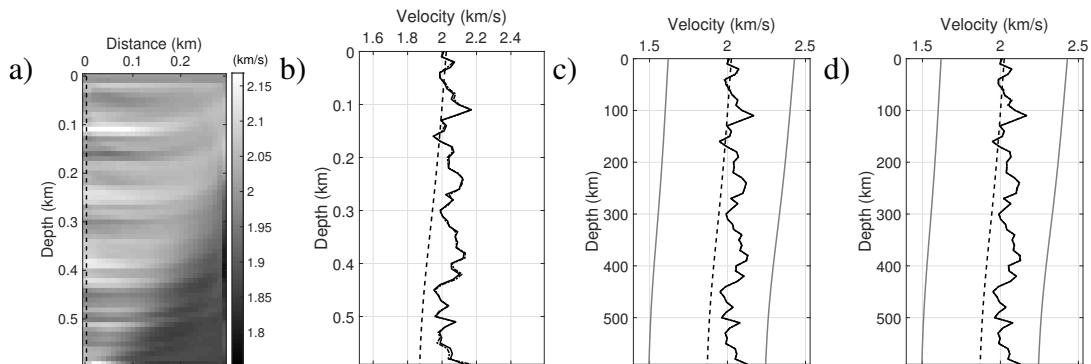 a)
Distance (km)
0 0.1 0.2
Depth (km)
0
0.1
0.2
0.3
0.4
0.5
(km/s)
2.15
2.1
2.05
2
1.95
1.9
1.85
1.8
b)
Velocity (km/s)
1.6 1.8 2 2.2 2.4
Depth (km)
0
0.1
0.2
0.3
0.4
0.5
c)
Velocity (km/s)
1.5 2 2.5
Depth (km)
0
100
200
300
400
500
d)
Velocity (km/s)
1.5 2 2.5
Depth (km)
0
100
200
300
400
500